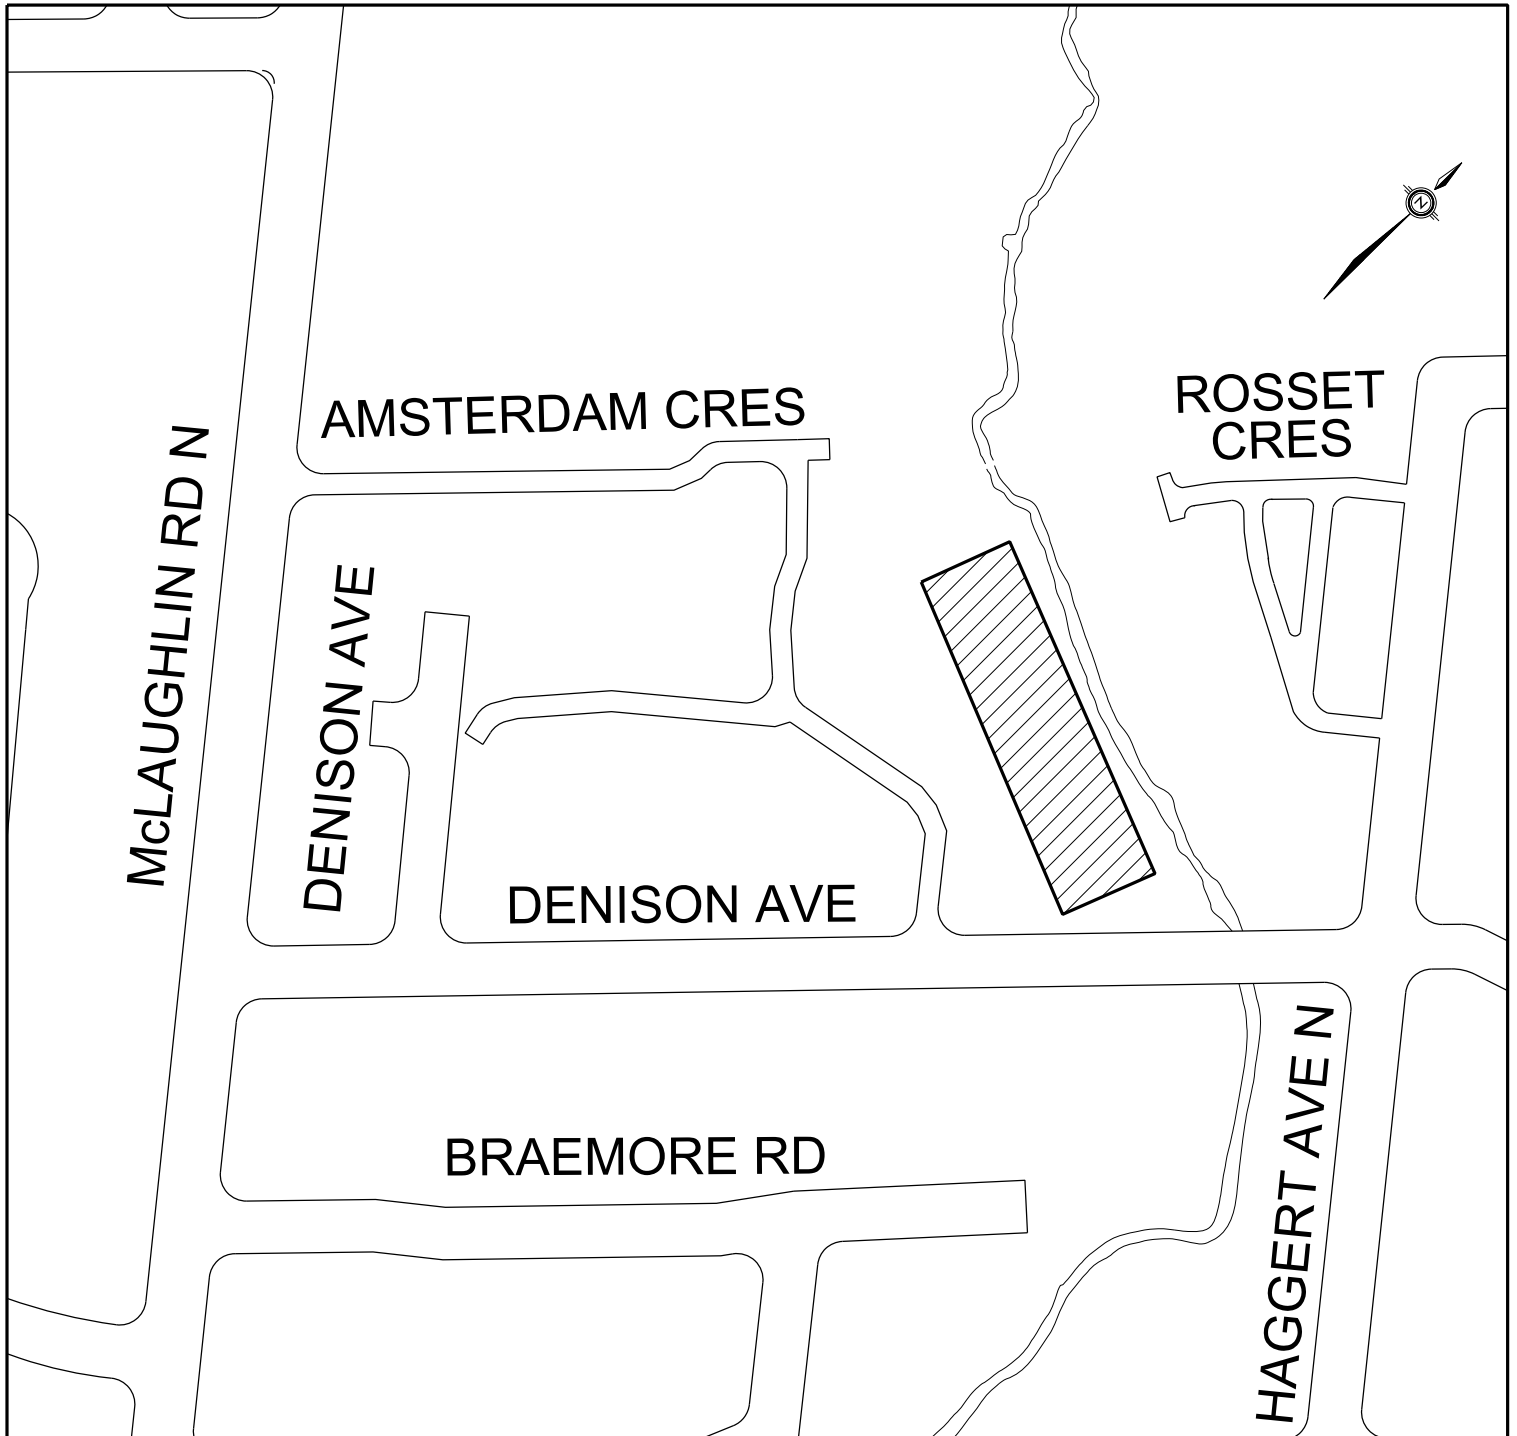 AMSTERDAM CRES
ROSSET
CRES
McLAUGHLIN RD N
DENISON AVE
DENISON AVE
BRAEMORE RD
HAGGERT AVE N
N